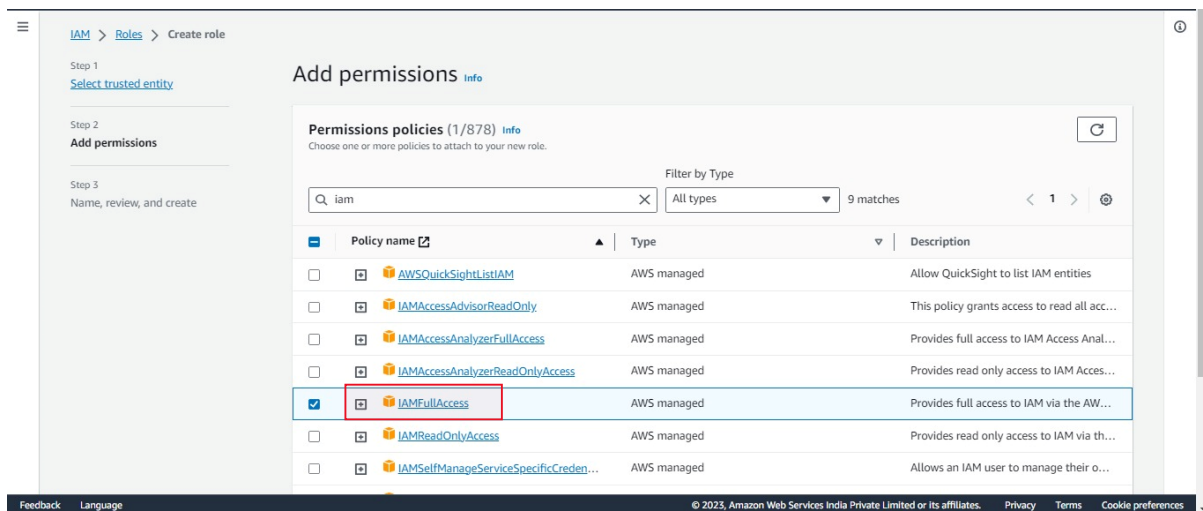 IAM > Roles > Create role
Step 1
Select trusted entity
Step 2
Add permissions
Step 3
Name, review, and create
Add permissions Info
Permissions policies (1/878) Info
Choose one or more policies to attach to your new role.
Filter by Type
iam
All types
9 matches
1
Policy name Type Description
AWSQuickSightListIAM AWS managed Allow QuickSight to list IAM entities
IAMAccessAdvisorReadOnly AWS managed This policy grants access to read all acc...
IAMAccessAnalyzerFullAccess AWS managed Provides full access to IAM Access Anal...
IAMAccessAnalyzerReadOnlyAccess AWS managed Provides read only access to IAM Acces...
IAMFullAccess AWS managed Provides full access to IAM via the AW...
IAMReadOnlyAccess AWS managed Provides read only access to IAM via th...
IAMSelfManageServiceSpecificCreden... AWS managed Allows an IAM user to manage their o...
Feedback Language © 2023, Amazon Web Services India Private Limited or its affiliates. Privacy Terms Cookie preferences